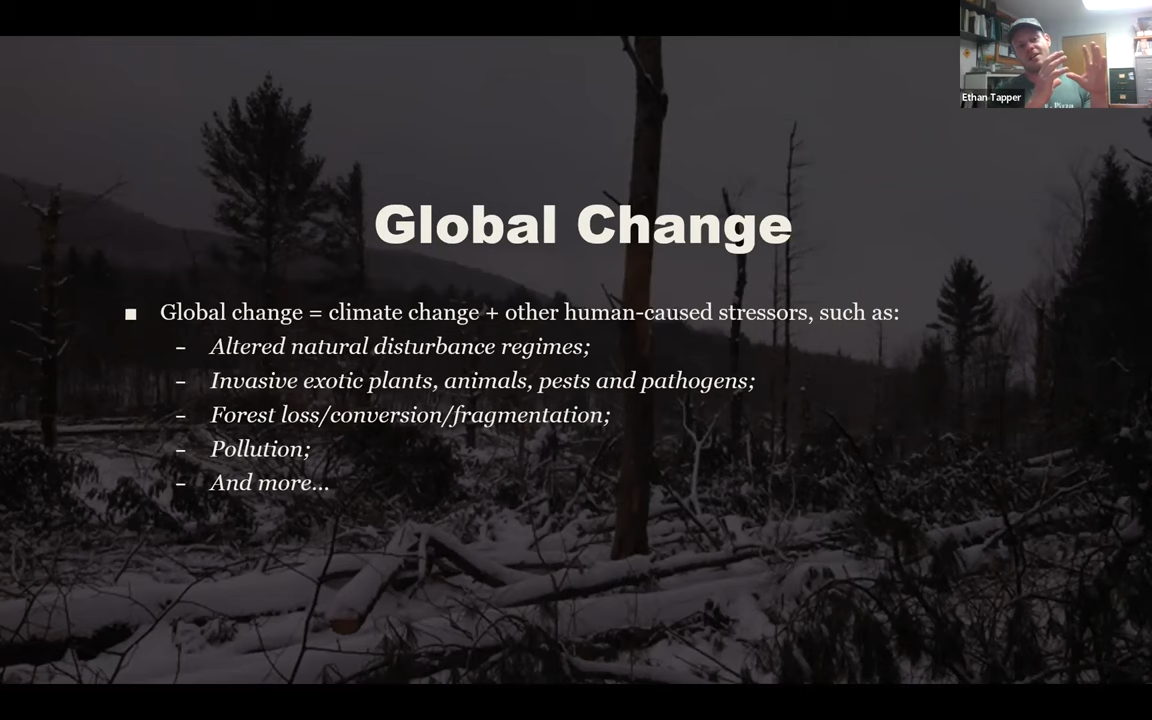 Ethan Tapper
Global Change
▪ Global change = climate change + other human-caused stressors, such as:
– Altered natural disturbance regimes;
– Invasive exotic plants, animals, pests and pathogens;
– Forest loss/conversion/fragmentation;
– Pollution;
– And more...